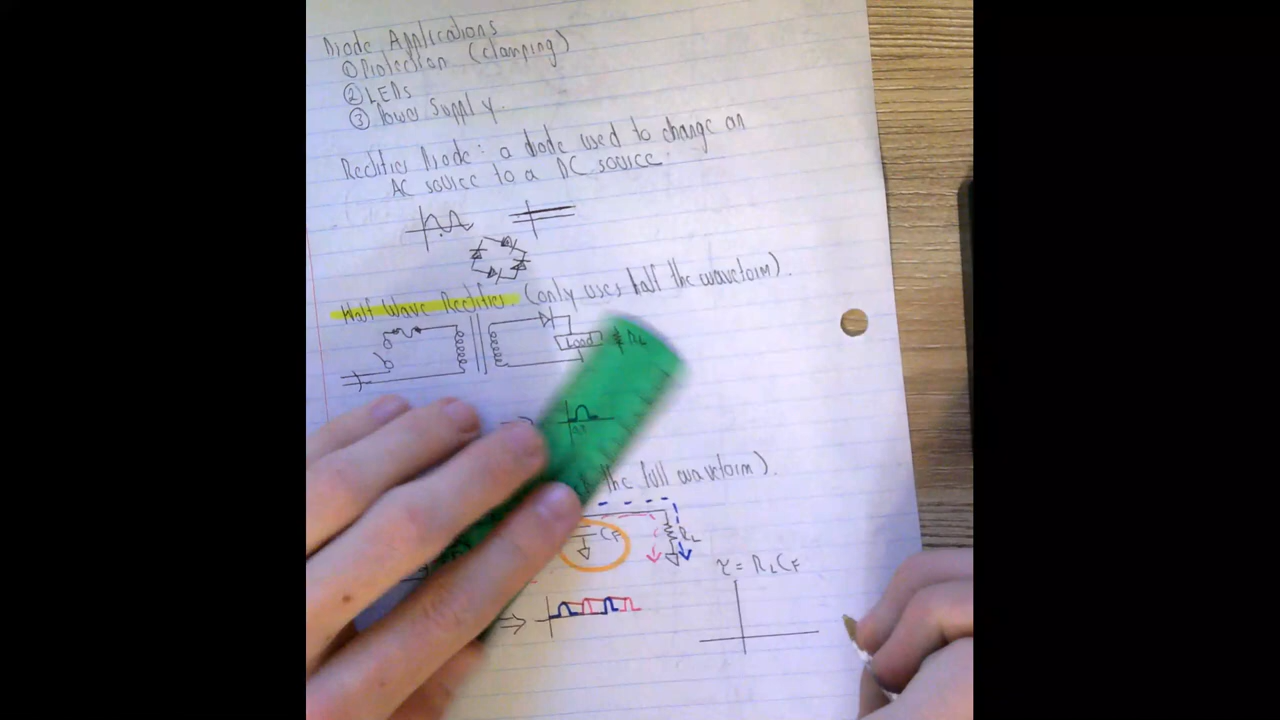 Diode Applications
① Protection (clamping)
② LEDs
③ Power Supply.
Rectifier Diode: a diode used to change an
AC source to a DC source.
Half Wave Rectifier. (only uses half the waveform).
Load RL
the full waveform).
CF RL
τ = RLCF